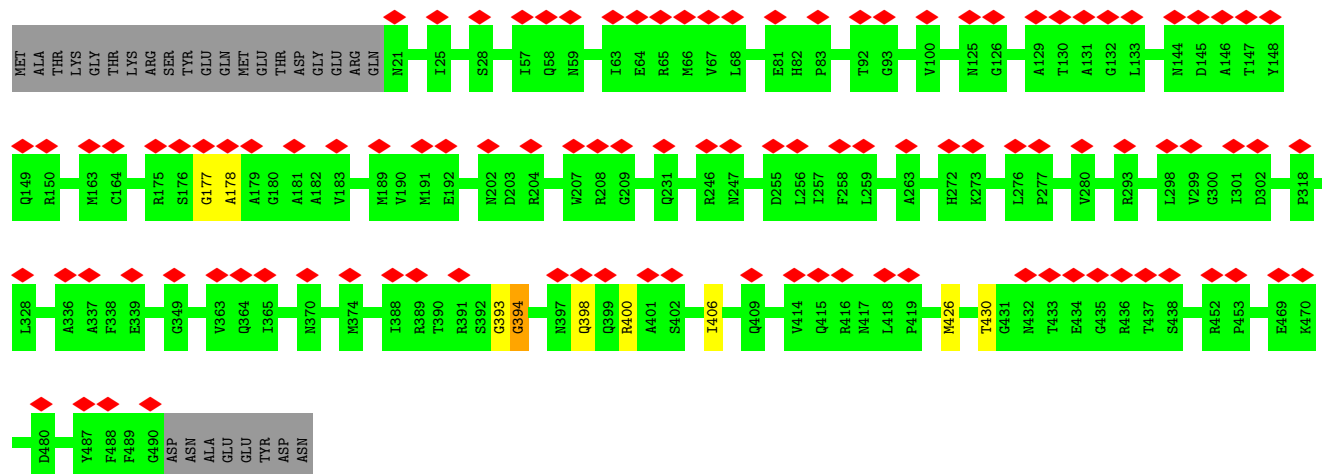 MET ALA THR LYS GLY THR LYS ARG SER TYR GLU GLN MET GLU THR ASP GLY GLU ARG GLN N21 I25 S28 I57 Q58 N59 I63 E64 R65 M66 V67 L68 E81 H82 P83 T92 G93 V100 N125 G126 A129 T130 A131 G132 L133 N144 D145 A146 T147 Y148
Q149 R150 M163 C164 R175 S176 G177 A178 A179 G180 A181 A182 V183 M189 V190 M191 E192 N202 D203 R204 W207 R208 G209 Q231 R246 N247 D255 L256 I257 F258 L259 A263 H272 K273 L276 P277 V280 R293 L298 V299 G300 I301 D302 P318
L328 A336 A337 F338 E339 G349 V363 Q364 I365 N370 M374 I388 R389 T390 R391 S392 G393 G394 N397 Q398 Q399 R400 A401 S402 I406 Q409 V414 Q415 R416 N417 L418 P419 M426 T430 G431 N432 T433 E434 G435 R436 T437 S438 R452 P453 E469 K470
D480 Y487 F488 F489 G490 ASP ASN ALA GLU GLU TYR ASP ASN